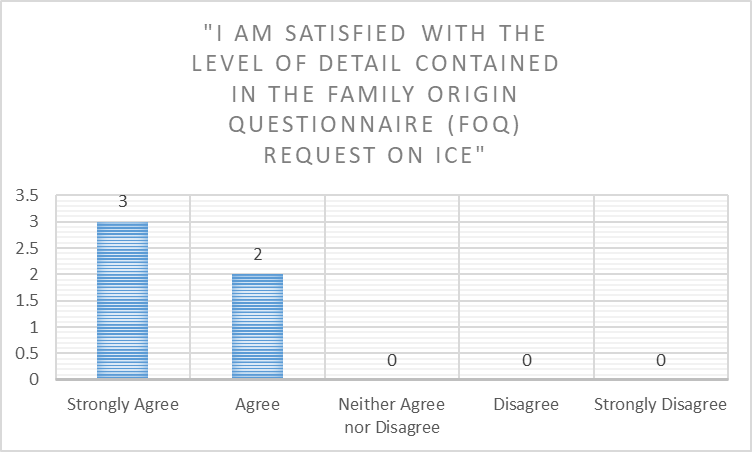 "I AM SATISFIED WITH THE
LEVEL OF DETAIL CONTAINED
IN THE FAMILY ORIGIN
QUESTIONNAIRE (FOQ)
REQUEST ON ICE"
3.5
3
2.5
2
1.5
1
0.5
0
3
2
0
0
0
Strongly Agree
Agree
Neither Agree
nor Disagree
Disagree
Strongly Disagree